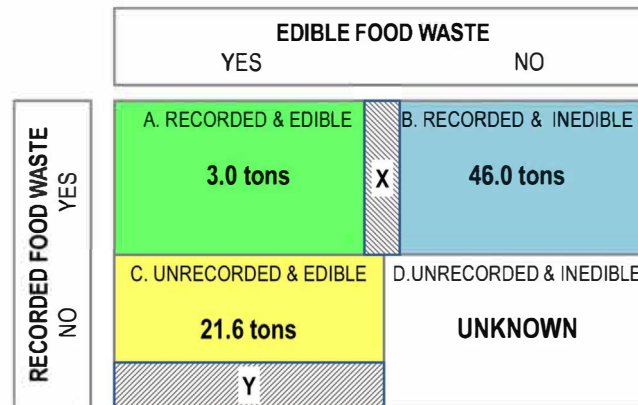 EDIBLE FOOD WASTE
YES NO
RECORDED FOOD WASTE
YES
NO
A. RECORDED & EDIBLE
3.0 tons
X
B. RECORDED & INEDIBLE
46.0 tons
C. UNRECORDED & EDIBLE
21.6 tons
Y
D.UNRECORDED & INEDIBLE
UNKNOWN